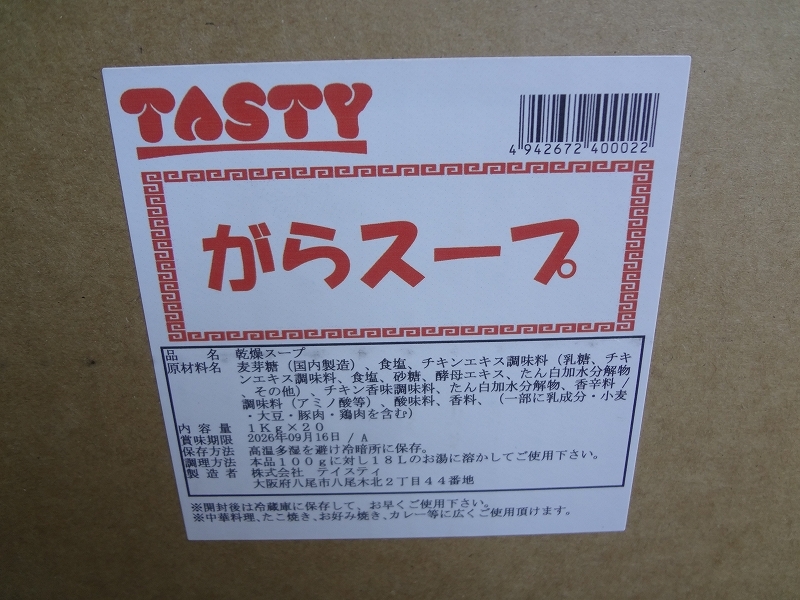 TASTY
4 942672 400022
がらスープ
品名 乾燥スープ
原材料名 麦芽糖（国内製造）、食塩、チキンエキス調味料（乳糖、チキ
ンエキス調味料、食塩、砂糖、酵母エキス、たん白加水分解物
、その他）、チキン香味調味料、たん白加水分解物、香辛料／
調味料（アミノ酸等）、酸味料、香料、（一部に乳成分・小麦
・大豆・豚肉・鶏肉を含む）
内容量 １Ｋｇ×２０
賞味期限 2026年09月16日 / A
保存方法 高温多湿を避け冷暗所に保存。
調理方法 本品１００ｇに対し１８Ｌのお湯に溶かしてご使用下さい。
製造者 株式会社 テイスティ
大阪府八尾市八尾木北２丁目４４番地
※開封後は冷蔵庫に保存して、お早くご使用下さい。
※中華料理、たこ焼き、お好み焼き、カレー等に広くご使用頂けます。